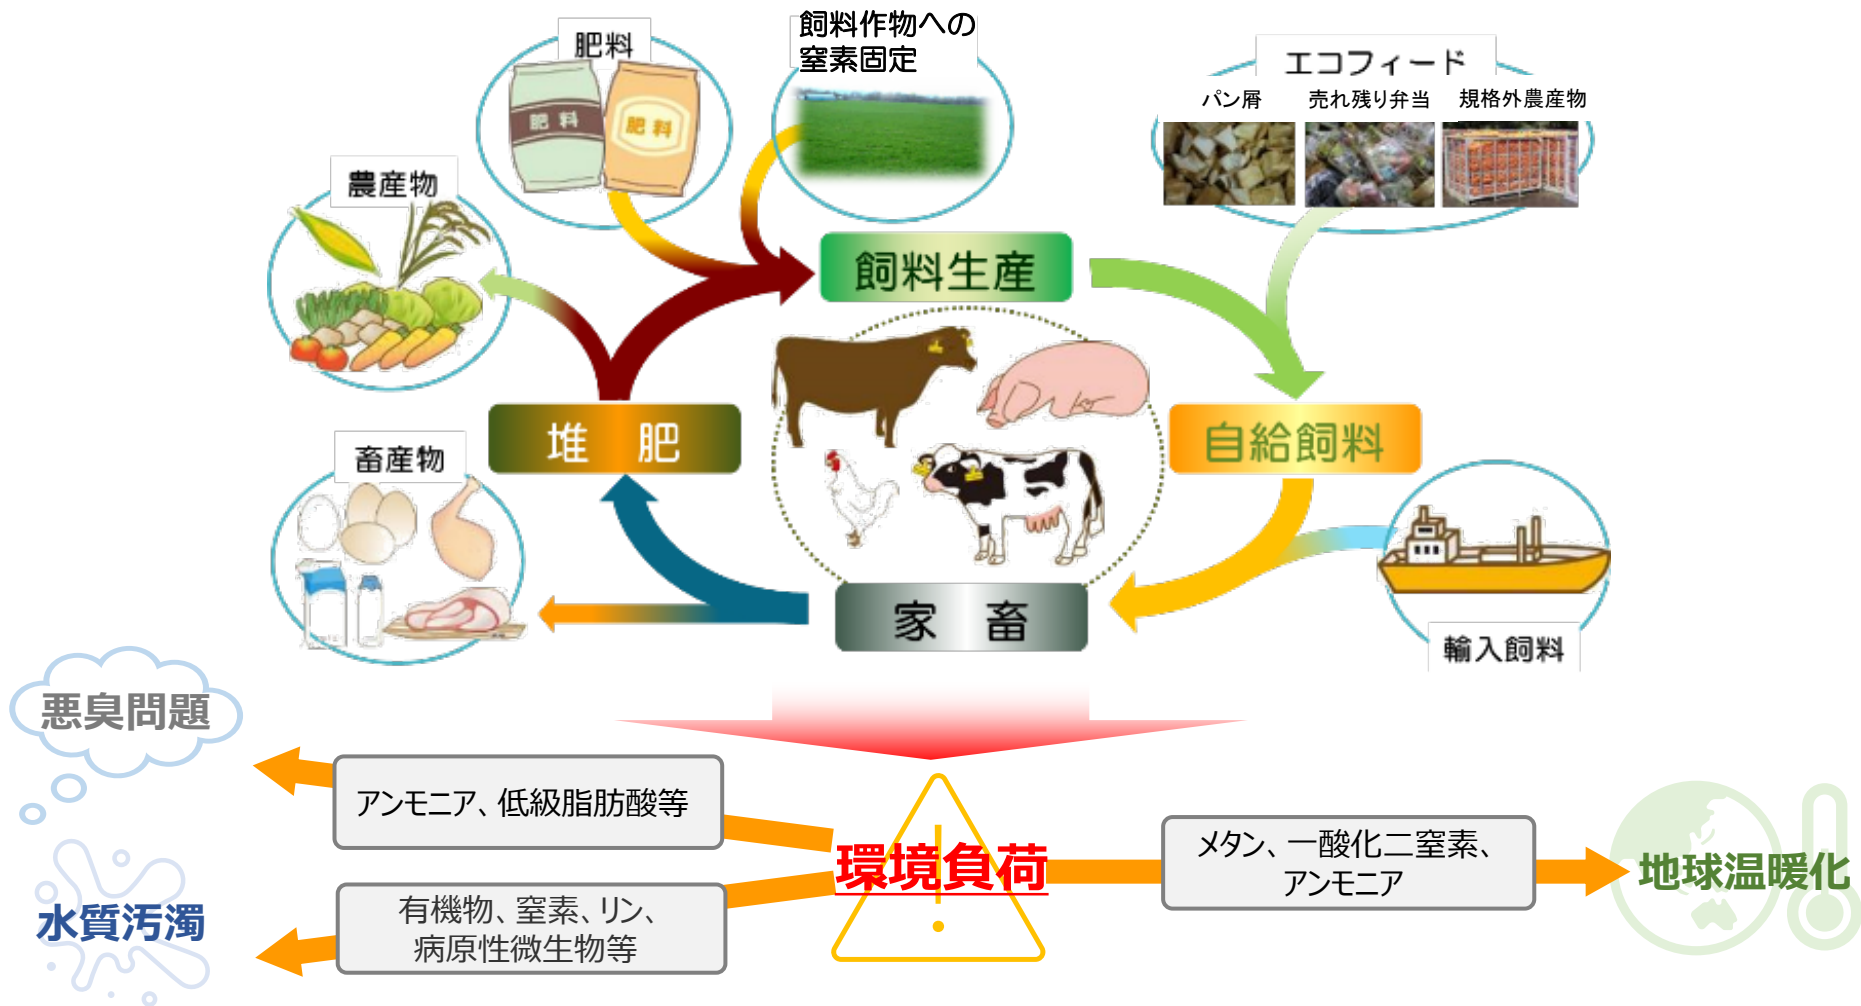 飼料作物への
窒素固定
肥料
肥料
肥料
エコフィード
パン屑
売れ残り弁当
規格外農産物
農産物
飼料生産
堆 肥
自給飼料
畜産物
家 畜
輸入飼料
悪臭問題
アンモニア、低級脂肪酸等
環境負荷
メタン、一酸化二窒素、
アンモニア
地球温暖化
水質汚濁
有機物、窒素、リン、
病原性微生物等